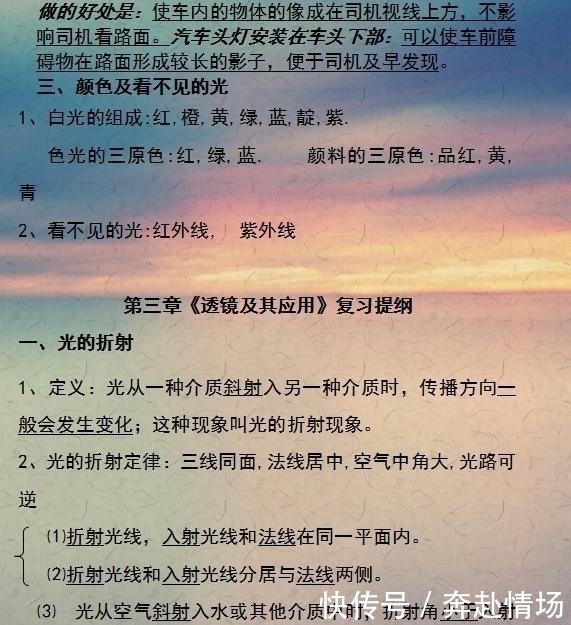 做的好处是:使车内的物体的像成在司机视线上方,不影
响司机看路面。汽车头灯安装在车头下部:可以使车前障
碍物在路面形成较长的影子,便于司机及早发现。
三、颜色及看不见的光
1、白光的组成:红,橙,黄,绿,蓝,靛,紫.
色光的三原色:红,绿,蓝. 颜料的三原色:品红,黄,
青
2、看不见的光:红外线, 紫外线
第三章《透镜及其应用》复习提纲
一、光的折射
1、定义:光从一种介质斜射入另一种介质时,传播方向一
般会发生变化;这种现象叫光的折射现象。
2、光的折射定律:三线同面,法线居中,空气中角大,光路可
逆
⑴折射光线,入射光线和法线在同一平面内。
⑵折射光线和入射光线分居与法线两侧。
⑶ 光从空气斜射入水或其他介质中时,折射角小于入射
快传号/奔赴情场